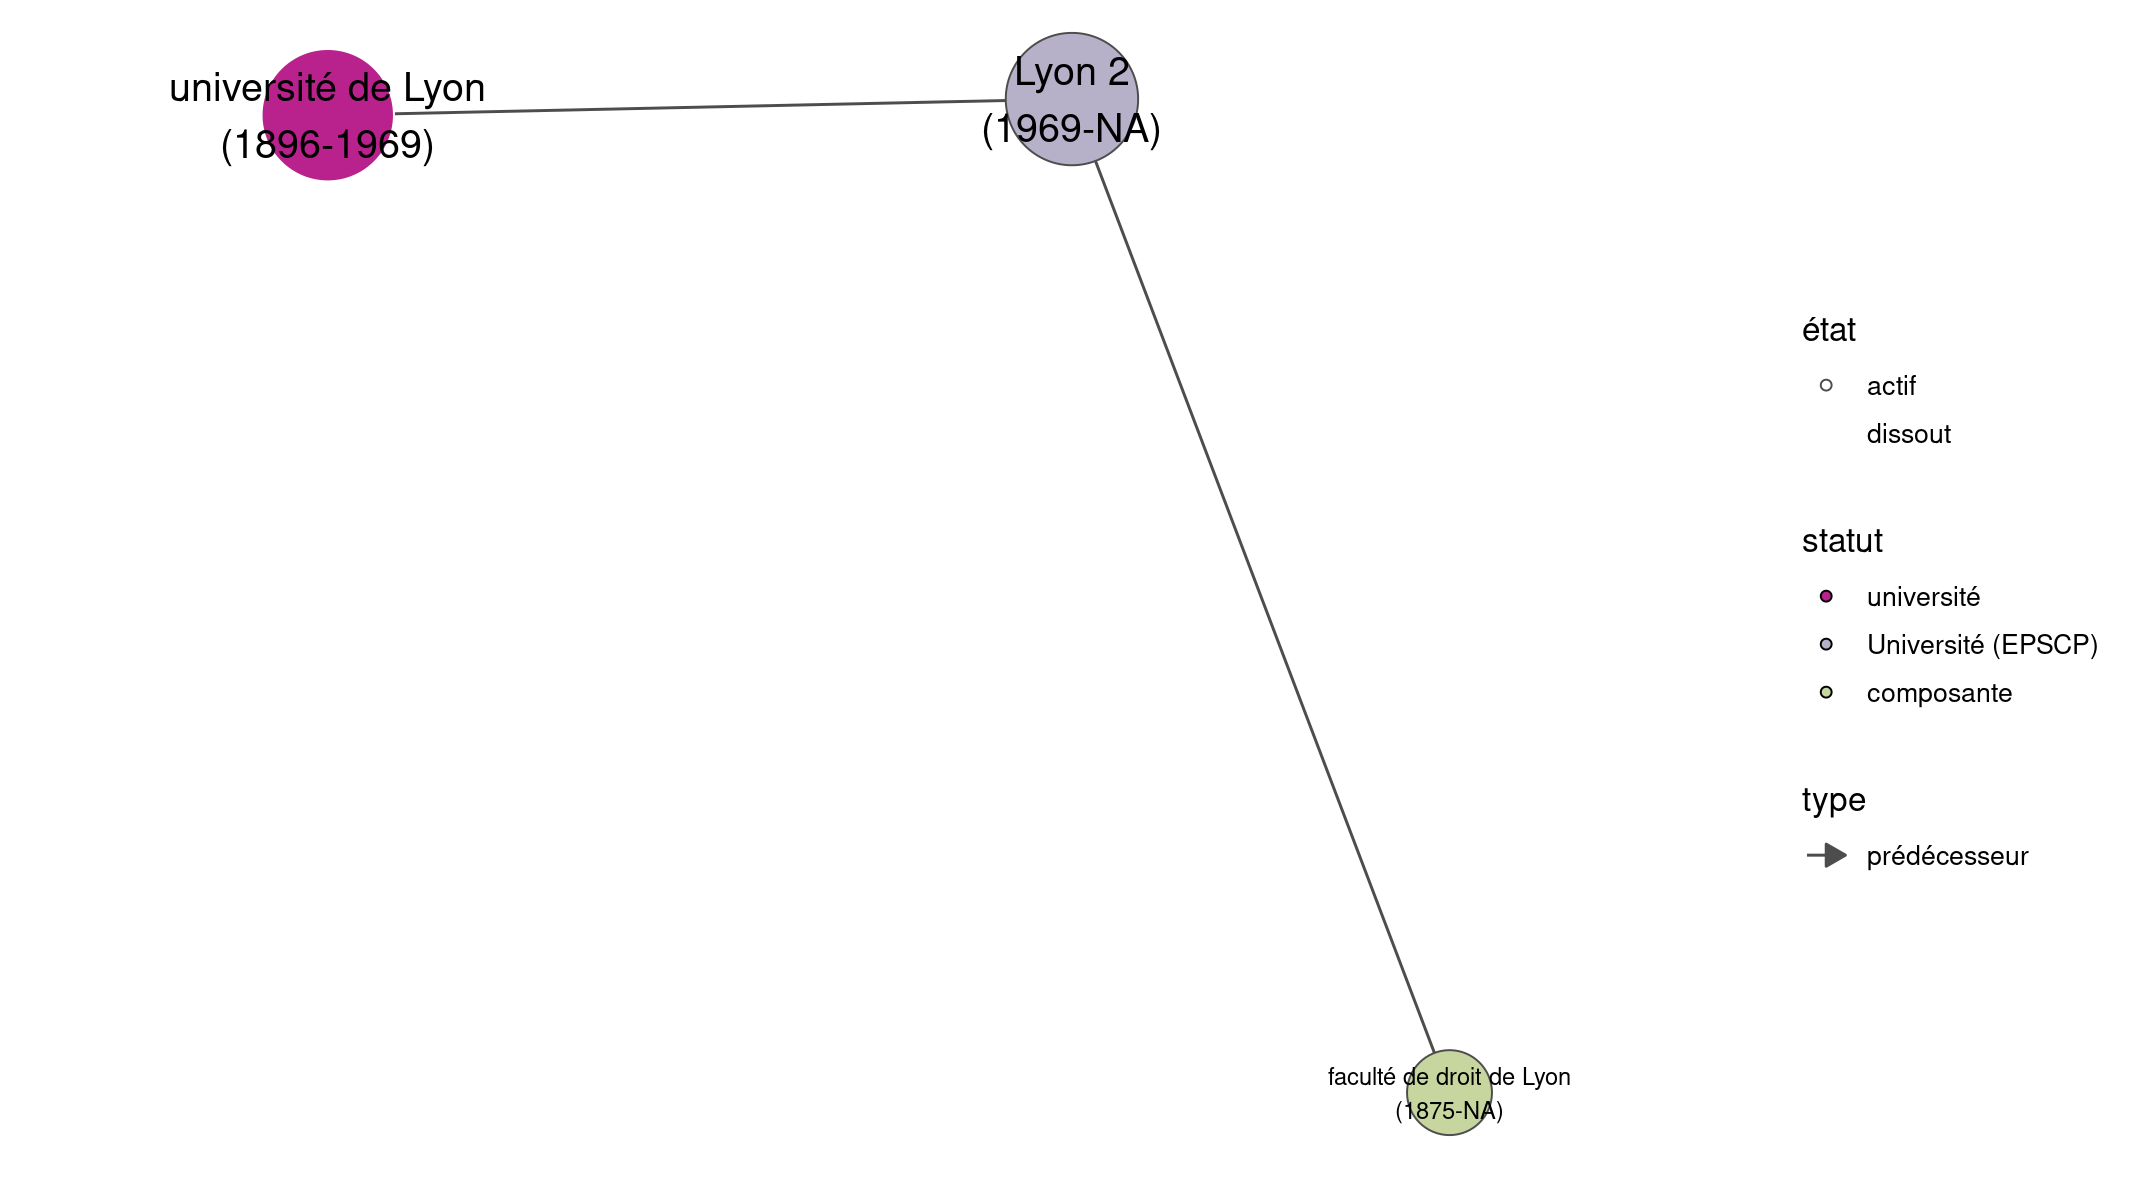 université de Lyon
(1896-1969)
Lyon 2
(1969-NA)
faculté de droit de Lyon
(1875-NA)
état
actif
dissout
statut
université
Université (EPSCP)
composante
type
prédécesseur